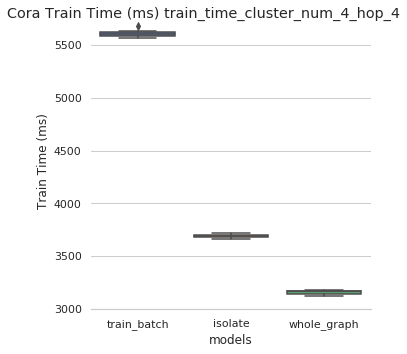 Cora Train Time (ms) train_time_cluster_num_4_hop_4
5500
5000
4500
4000
3500
3000
Train Time (ms)
train_batch isolate whole_graph
models